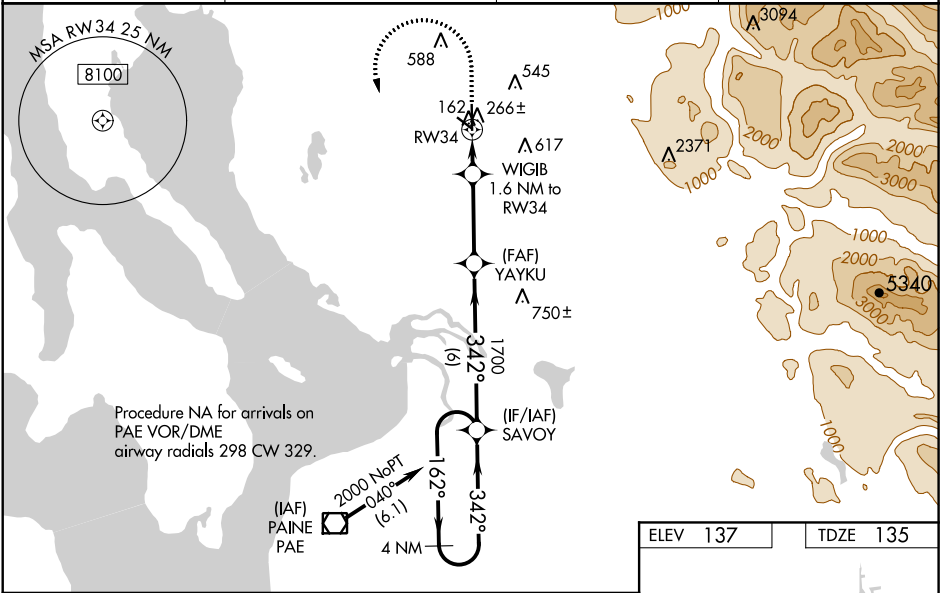 MSA RW34 25 NM
8100
588
545
162
266±
RW34
617
WIGIB
1.6 NM to
RW34
(FAF)
YAYKU
750±
342°
1700
(6)
(IF/IAF)
SAVOY
Procedure NA for arrivals on
PAE VOR/DME
airway radials 298 CW 329.
2000 NoPT
040°
(6.1)
(IAF)
PAINE
PAE
162°
342°
4 NM
1000
3094
2371
2000
1000
2000
3000
1000
2000
5340
3000
1000
ELEV 137
TDZE 135